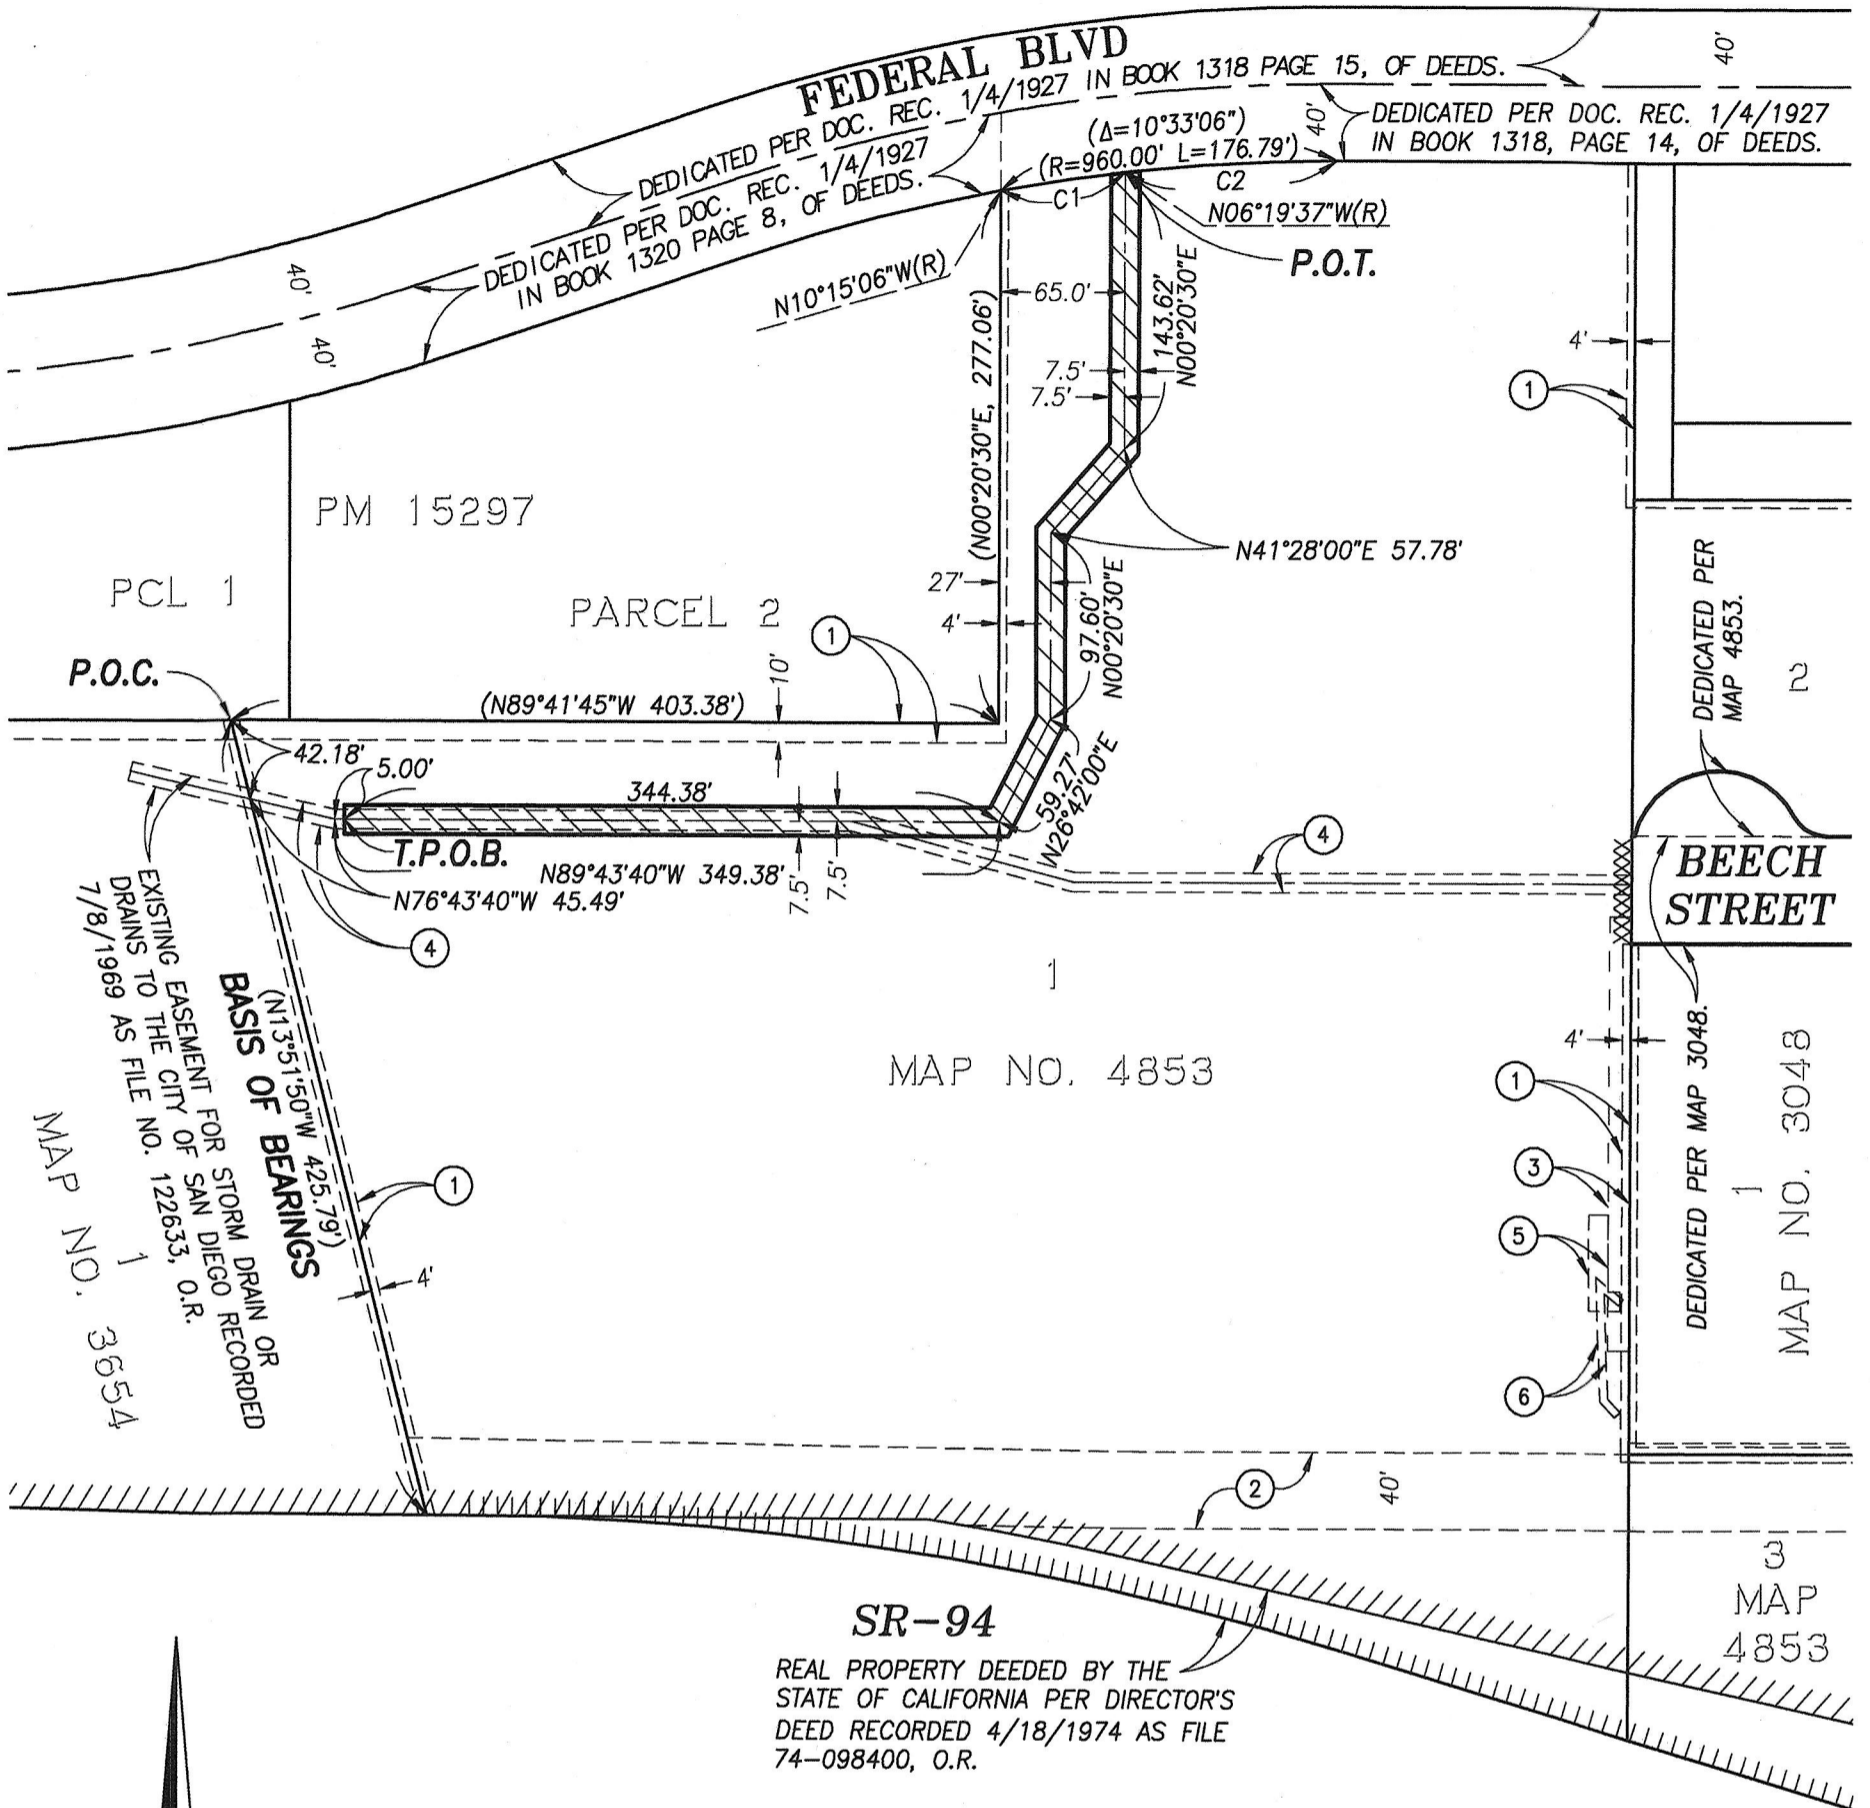 FEDERAL BLVD
40'
DEDICATED PER DOC. REC. 1/4/1927 IN BOOK 1318 PAGE 15, OF DEEDS.
DEDICATED PER DOC. REC. 1/4/1927
IN BOOK 1320 PAGE 8, OF DEEDS.
(Δ=10°33'06")
(R=960.00' L=176.79')
40'
DEDICATED PER DOC. REC. 1/4/1927
IN BOOK 1318, PAGE 14, OF DEEDS.
C1
C2
N06°19'37"W(R)
P.O.T.
40'
40'
N10°15'06"W(R)
65.0'
(N00°20'30"E, 277.06')
143.62'
N00°20'30"E
7.5'
7.5'
4'
1
PM 15297
N41°28'00"E 57.78'
PCL 1
PARCEL 2
27'
4'
1
97.60'
N00°20'30"E
DEDICATED PER
MAP 4853.
2
P.O.C.
(N89°41'45"W 403.38')
10'
42.18'
5.00'
344.38'
59.27'
N26°42'00"E
T.P.O.B.
N89°43'40"W 349.38'
7.5'
7.5'
N76°43'40"W 45.49'
4
4
BEECH
STREET
EXISTING EASEMENT FOR STORM DRAIN OR
DRAINS TO THE CITY OF SAN DIEGO RECORDED
7/8/1969 AS FILE NO. 122633, O.R.
(N13°51'50"W 425.79')
BASIS OF BEARINGS
1
MAP NO. 4853
4'
1
3
5
6
DEDICATED PER MAP 3048.
1
MAP NO. 3048
1
4'
1
MAP NO. 3654
2
40'
3
MAP
4853
SR-94
REAL PROPERTY DEEDED BY THE
STATE OF CALIFORNIA PER DIRECTOR'S
DEED RECORDED 4/18/1974 AS FILE
74-098400, O.R.